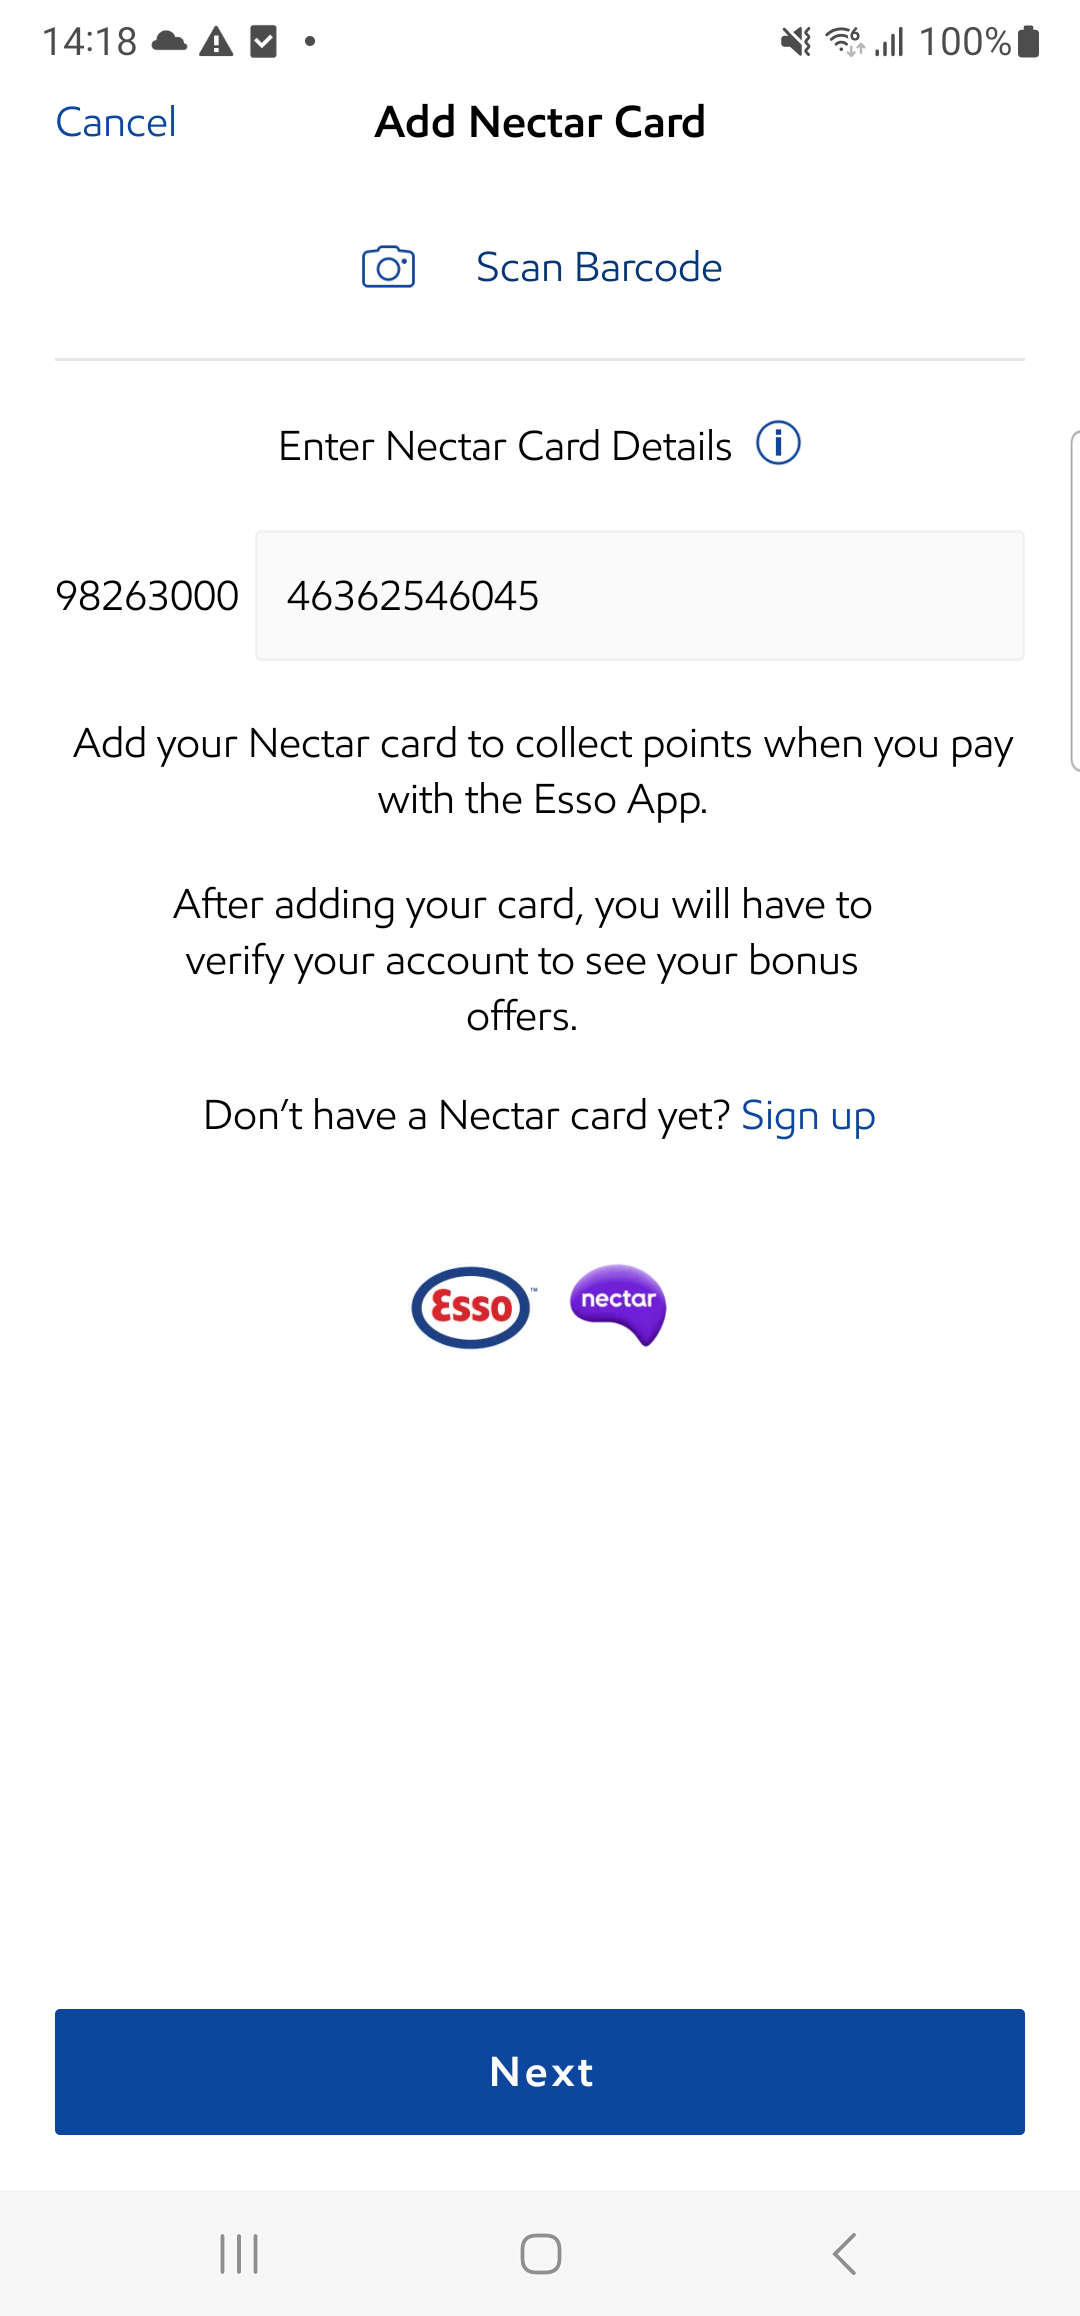 14:18 100%
Cancel Add Nectar Card
Scan Barcode
Enter Nectar Card Details
98263000 46362546045
Add your Nectar card to collect points when you pay
with the Esso App.
After adding your card, you will have to
verify your account to see your bonus
offers.
Don’t have a Nectar card yet? Sign up
Esso™ nectar
Next